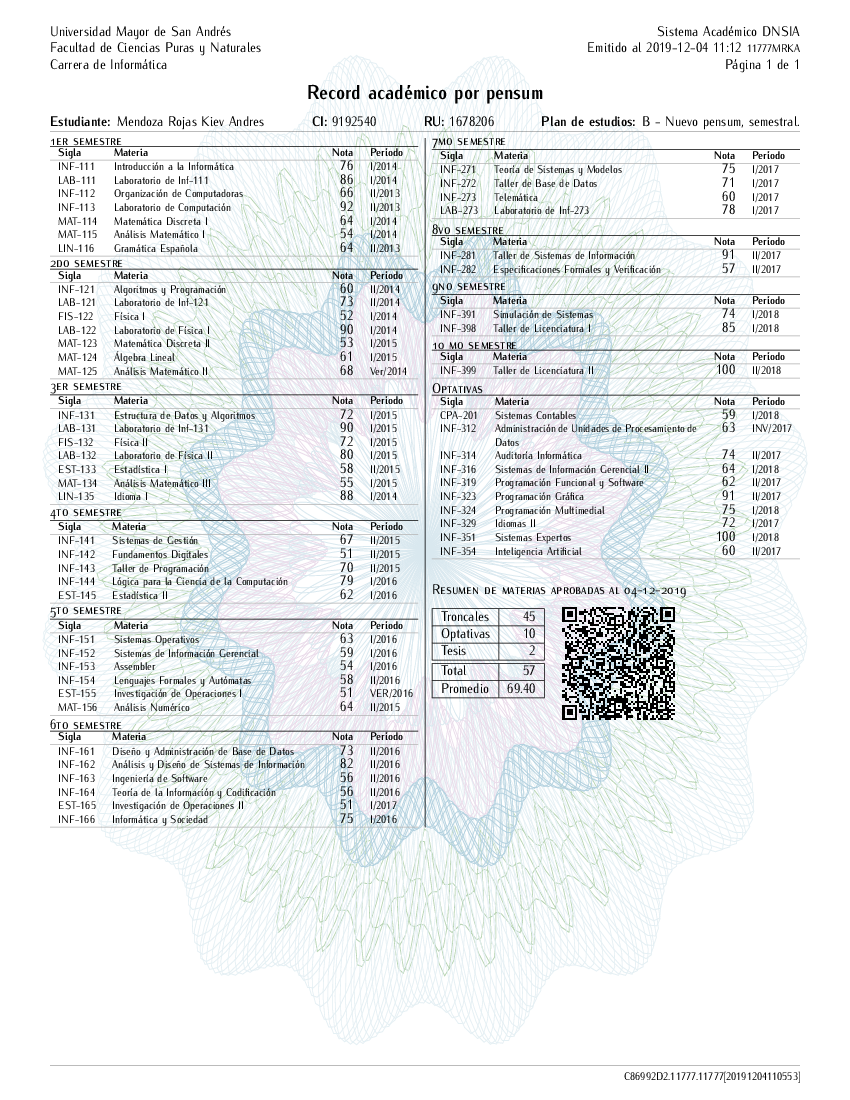 Universidad Mayor de San Andrés
Facultad de Ciencias Puras y Naturales
Carrera de Informática
Sistema Académico DNSIA
Emitido al 2019-12-04 11:12 11777MRKA
Página 1 de 1
Record académico por pensum
Estudiante: Mendoza Rojas Kiev Andres CI: 9192540 RU: 1678206 Plan de estudios: B - Nuevo pensum, semestral.
1ER SEMESTRE
Sigla Materia Nota Periodo
INF-111 Introducción a la Informática 76 I/2014
LAB-111 Laboratorio de Inf-111 86 I/2014
INF-112 Organización de Computadoras 66 II/2013
INF-113 Laboratorio de Computación 92 II/2013
MAT-114 Matemática Discreta I 64 I/2014
MAT-115 Análisis Matemático I 54 I/2014
LIN-116 Gramática Española 64 II/2013
2DO SEMESTRE
Sigla Materia Nota Periodo
INF-121 Algoritmos y Programación 60 II/2014
LAB-121 Laboratorio de Inf-121 73 II/2014
FIS-122 Física I 52 I/2014
LAB-122 Laboratorio de Física I 90 I/2014
MAT-123 Matemática Discreta II 53 I/2015
MAT-124 Álgebra Lineal 61 I/2015
MAT-125 Análisis Matemático II 68 Ver/2014
3ER SEMESTRE
Sigla Materia Nota Periodo
INF-131 Estructura de Datos y Algoritmos 72 I/2015
LAB-131 Laboratorio de Inf-131 90 I/2015
FIS-132 Física II 72 I/2015
LAB-132 Laboratorio de Física II 80 I/2015
EST-133 Estadística I 58 II/2015
MAT-134 Análisis Matemático III 55 I/2015
LIN-135 Idioma I 88 I/2014
4TO SEMESTRE
Sigla Materia Nota Periodo
INF-141 Sistemas de Gestión 67 II/2015
INF-142 Fundamentos Digitales 51 II/2015
INF-143 Taller de Programación 70 II/2015
INF-144 Lógica para la Ciencia de la Computación 79 I/2016
EST-145 Estadística II 62 I/2016
5TO SEMESTRE
Sigla Materia Nota Periodo
INF-151 Sistemas Operativos 63 I/2016
INF-152 Sistemas de Información Gerencial 59 I/2016
INF-153 Assembler 54 I/2016
INF-154 Lenguajes Formales y Autómatas 58 II/2016
EST-155 Investigación de Operaciones I 51 VER/2016
MAT-156 Análisis Numérico 64 II/2015
6TO SEMESTRE
Sigla Materia Nota Periodo
INF-161 Diseño y Administración de Base de Datos 73 II/2016
INF-162 Análisis y Diseño de Sistemas de Información 82 II/2016
INF-163 Ingeniería de Software 56 II/2016
INF-164 Teoría de la Información y Codificación 56 II/2016
EST-165 Investigación de Operaciones II 51 I/2017
INF-166 Informática y Sociedad 75 I/2016
7MO SEMESTRE
Sigla Materia Nota Periodo
INF-271 Teoría de Sistemas y Modelos 75 I/2017
INF-272 Taller de Base de Datos 71 I/2017
INF-273 Telemática 60 I/2017
LAB-273 Laboratorio de Inf-273 78 I/2017
8VO SEMESTRE
Sigla Materia Nota Periodo
INF-281 Taller de Sistemas de Información 91 II/2017
INF-282 Especificaciones Formales y Verificación 57 II/2017
9NO SEMESTRE
Sigla Materia Nota Periodo
INF-391 Simulación de Sistemas 74 I/2018
INF-398 Taller de Licenciatura I 85 I/2018
10 MO SEMESTRE
Sigla Materia Nota Periodo
INF-399 Taller de Licenciatura II 100 II/2018
OPTATIVAS
Sigla Materia Nota Periodo
CPA-201 Sistemas Contables 59 I/2018
INF-312 Administración de Unidades de Procesamiento de 63 INV/2017
Datos
INF-314 Auditoría Informática 74 II/2017
INF-316 Sistemas de Información Gerencial II 64 I/2018
INF-319 Programación Funcional y Software 62 II/2017
INF-323 Programación Gráfica 91 II/2017
INF-324 Programación Multimedial 75 I/2018
INF-329 Idiomas II 72 I/2017
INF-351 Sistemas Expertos 100 I/2018
INF-354 Inteligencia Artificial 60 II/2017
RESUMEN DE MATERIAS APROBADAS AL 04-12-2019
Troncales 45
Optativas 10
Tesis 2
Total 57
Promedio 69.40
C86992D2.11777.11777[20191204110553]